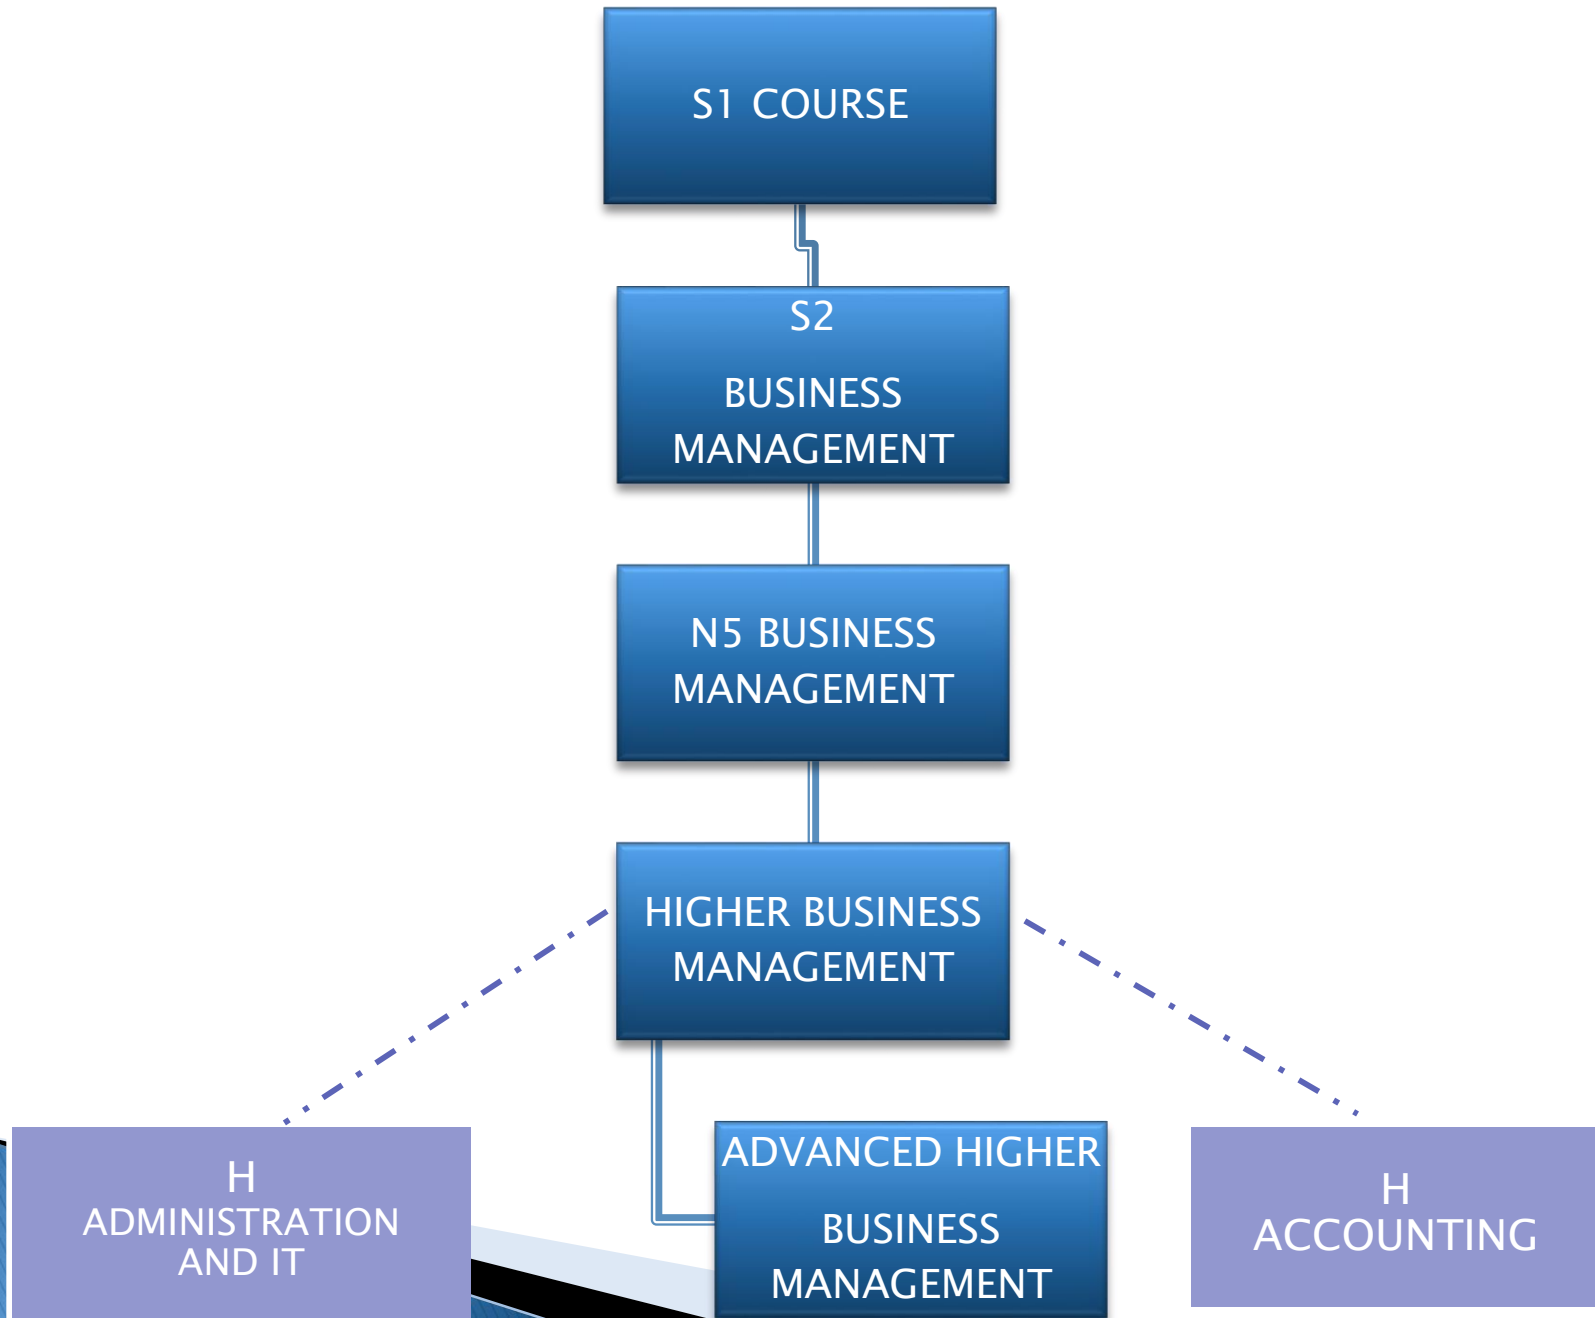 S1 COURSE
S2
BUSINESS
MANAGEMENT
N5 BUSINESS
MANAGEMENT
HIGHER BUSINESS
MANAGEMENT
H
ADMINISTRATION
AND IT
ADVANCED HIGHER
BUSINESS
MANAGEMENT
H
ACCOUNTING